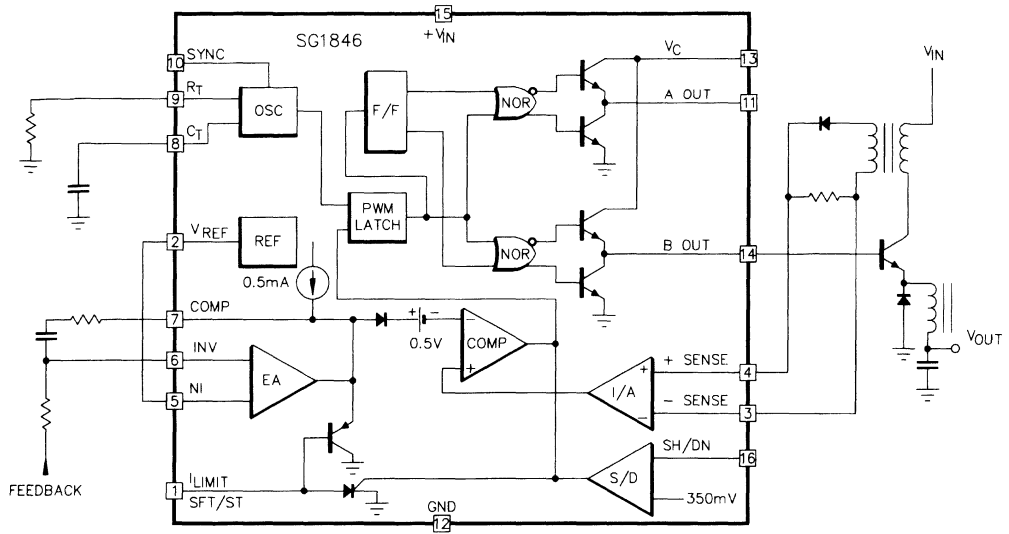 15
+VIN
SG1846
10 SYNC
VC 13
9 RT
OSC
F/F
NOR
A OUT 11
VIN
8 CT
PWM
LATCH
2 VREF
REF
NOR
B OUT 14
0.5mA
7 COMP
+ −
0.5V
−
COMP
+
VOUT
6 INV
EA
5 NI
I/A
+
−
+ SENSE 4
− SENSE 3
SH/DN 16
S/D
350mV
FEEDBACK
1 ILIMIT
SFT/ST
GND
12